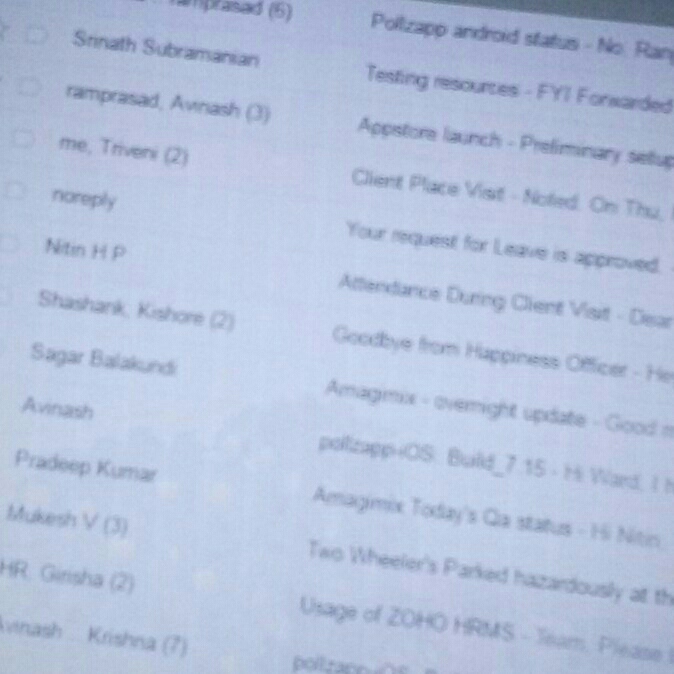 ramprasad (6) Pollzapp android status - No. Ran
Srinath Subramanian Testing resources - FYI Forwarded
ramprasad, Avinash (3) Appstore launch - Preliminary setup
me, Triveni (2) Client Place Visit - Noted. On Thu,
noreply Your request for Leave is approved.
Nitin H P Attendance During Client Visit - Dear
Shashank, Kishore (2) Goodbye from Happiness Officer - He
Sagar Balakundi Amagimix - overnight update - Good m
Avinash pollzapp-iOS: Build_7.15 - Hi Ward, I h
Pradeep Kumar Amagimix Today's Qa status - Hi Nitin,
Mukesh V (3) Two Wheeler's Parked hazardously at th
HR, Girisha (2) Usage of ZOHO HRMS - Team, Please
Avinash .. Krishna (7) pollzapp-iOS